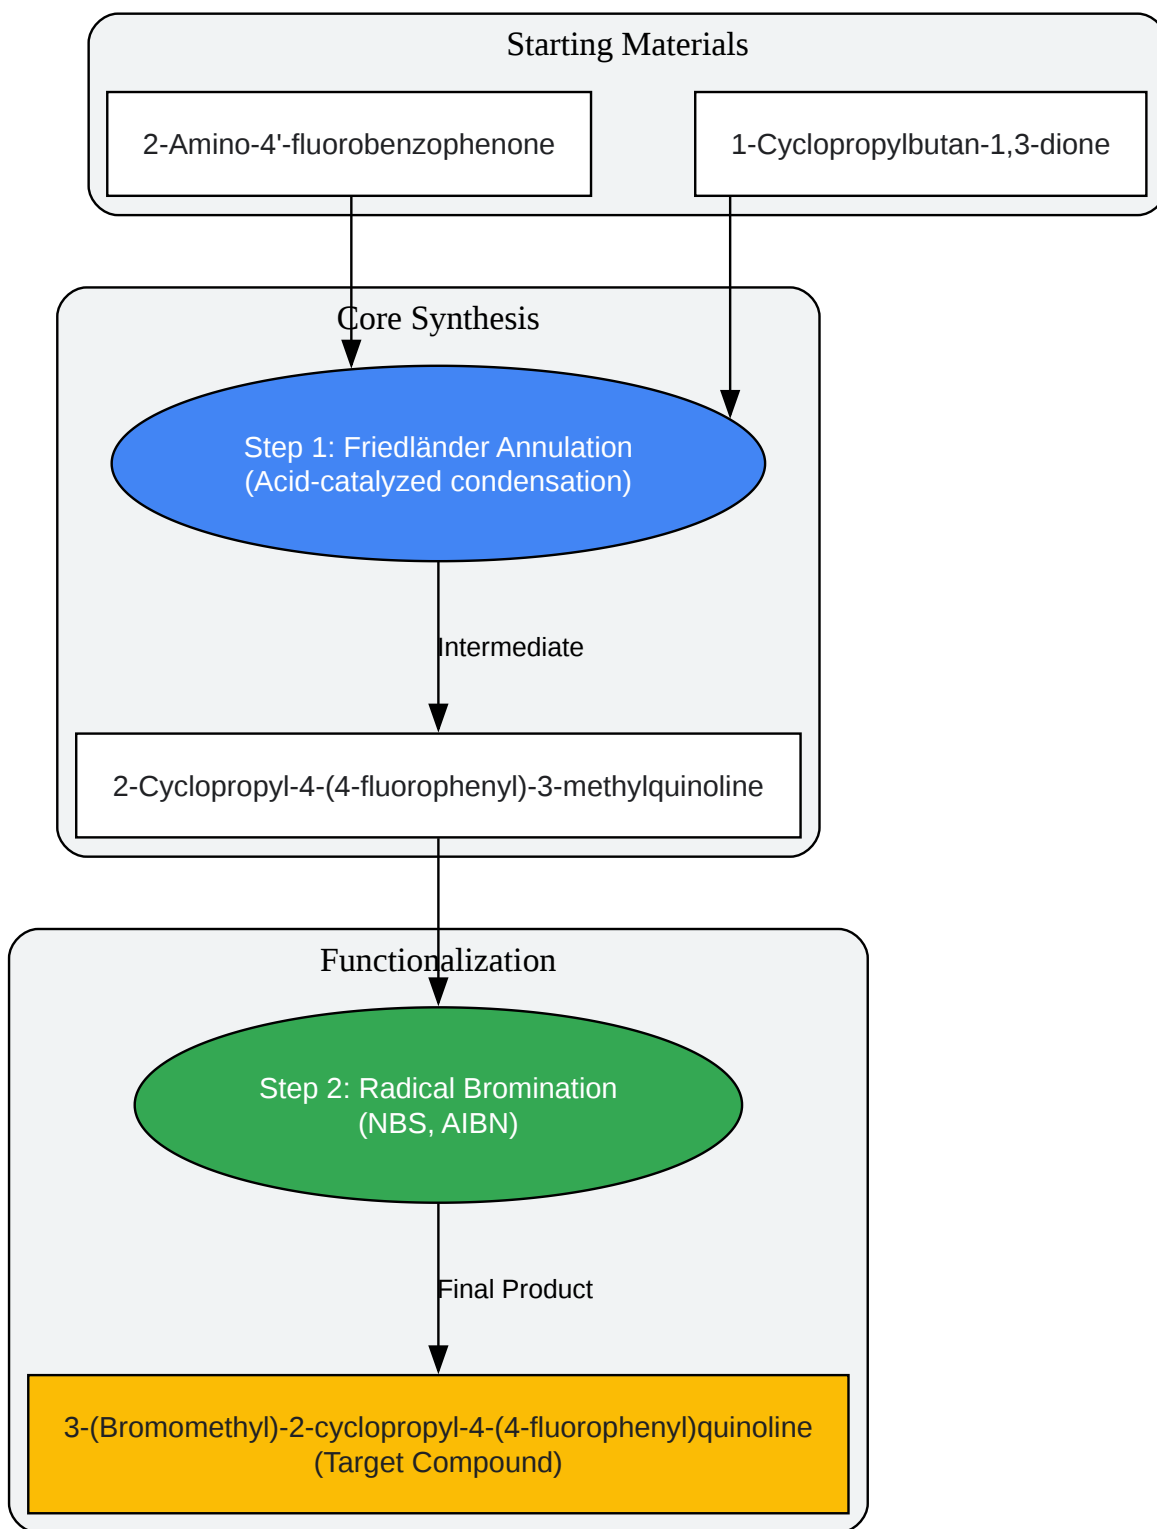 Starting Materials
2-Amino-4'-fluorobenzophenone
1-Cyclopropylbutan-1,3-dione
Core Synthesis
Step 1: Friedländer Annulation
(Acid-catalyzed condensation)
Intermediate
2-Cyclopropyl-4-(4-fluorophenyl)-3-methylquinoline
Functionalization
Step 2: Radical Bromination
(NBS, AIBN)
Final Product
3-(Bromomethyl)-2-cyclopropyl-4-(4-fluorophenyl)quinoline
(Target Compound)